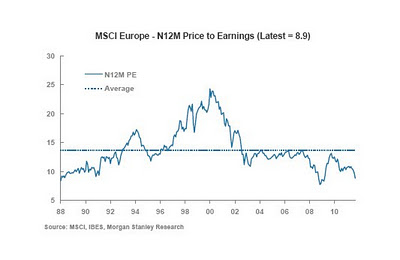 MSCI Europe - N12M Price to Earnings (Latest = 8.9)
30
25
20
15
10
5
N12M PE
Average
88 90 92 94 96 98 00 02 04 06 08 10
Source: MSCI, IBES, Morgan Stanley Research